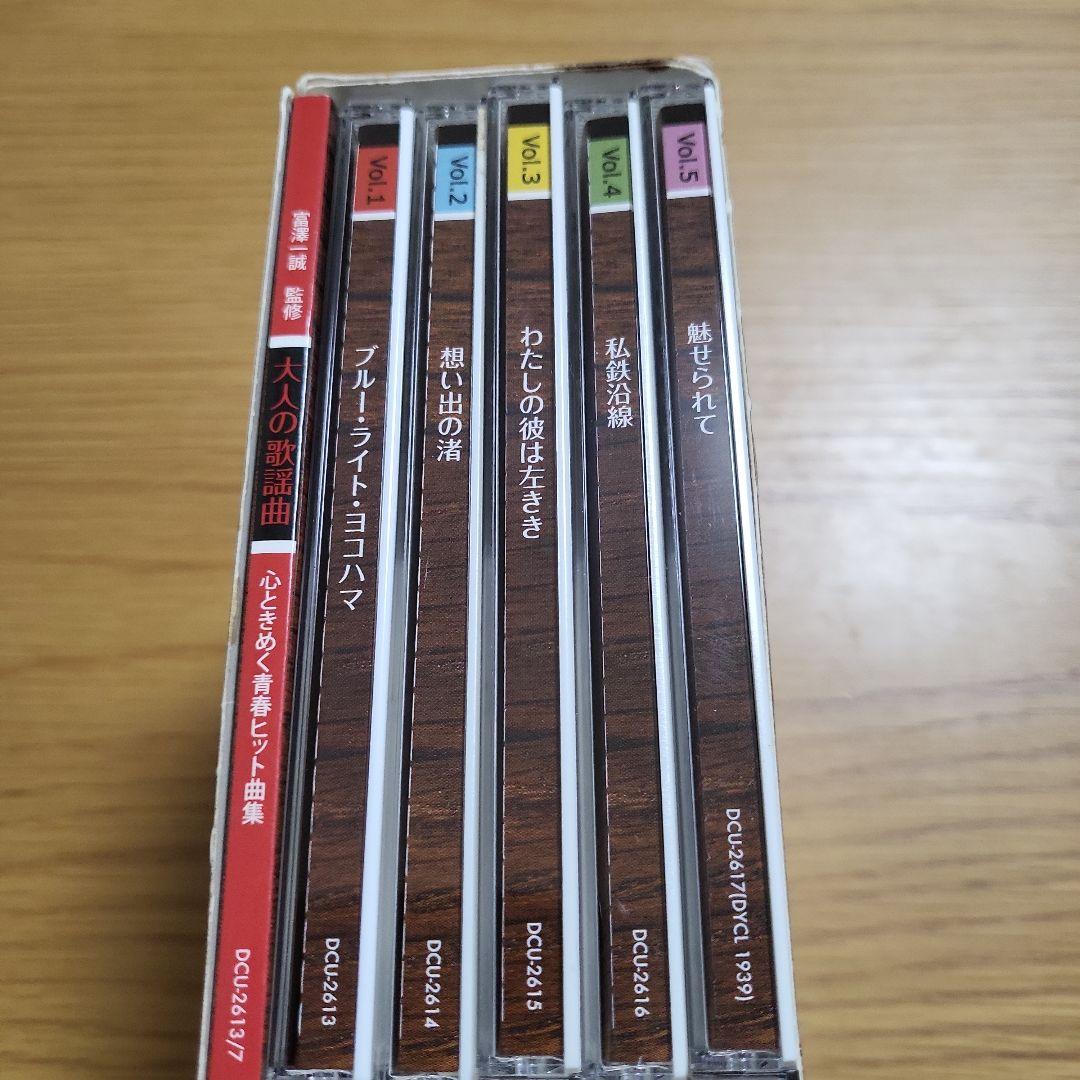 富澤一誠 監修
大人の歌謡曲
心ときめく青春ヒット曲集
DCU-2613/7
Vol.1
ブルー・ライト・ヨコハマ
DCU-2613
Vol.2
想い出の渚
DCU-2614
Vol.3
わたしの彼は左きき
DCU-2615
Vol.4
私鉄沿線
DCU-2616
Vol.5
魅せられて
DCU-2617(DYCL 1939)